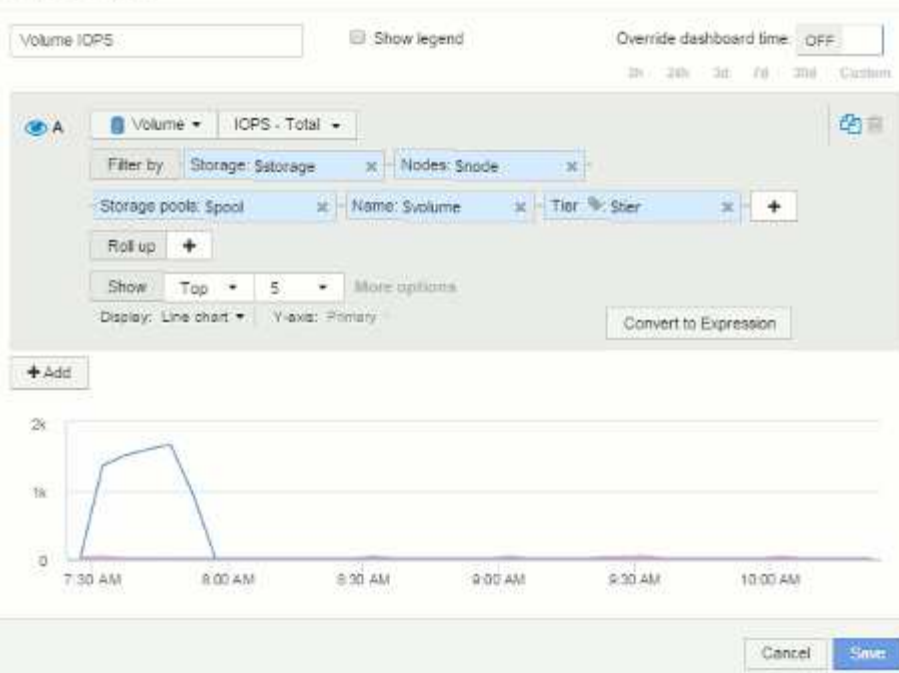 Volume IOPS Show legend Override dashboard time: OFF
3h 24h 3d 7d 30d Custom
A Volume IOPS - Total
Filter by Storage: $storage × Nodes: $node ×
Storage pools: $pool × Name: $volume × Tier $tier × +
Roll up +
Show Top 5 More options
Display: Line chart Y-axis: Primary Convert to Expression
+ Add
2k
1k
0
7:30 AM 8:00 AM 8:30 AM 9:00 AM 9:30 AM 10:00 AM
Cancel Save